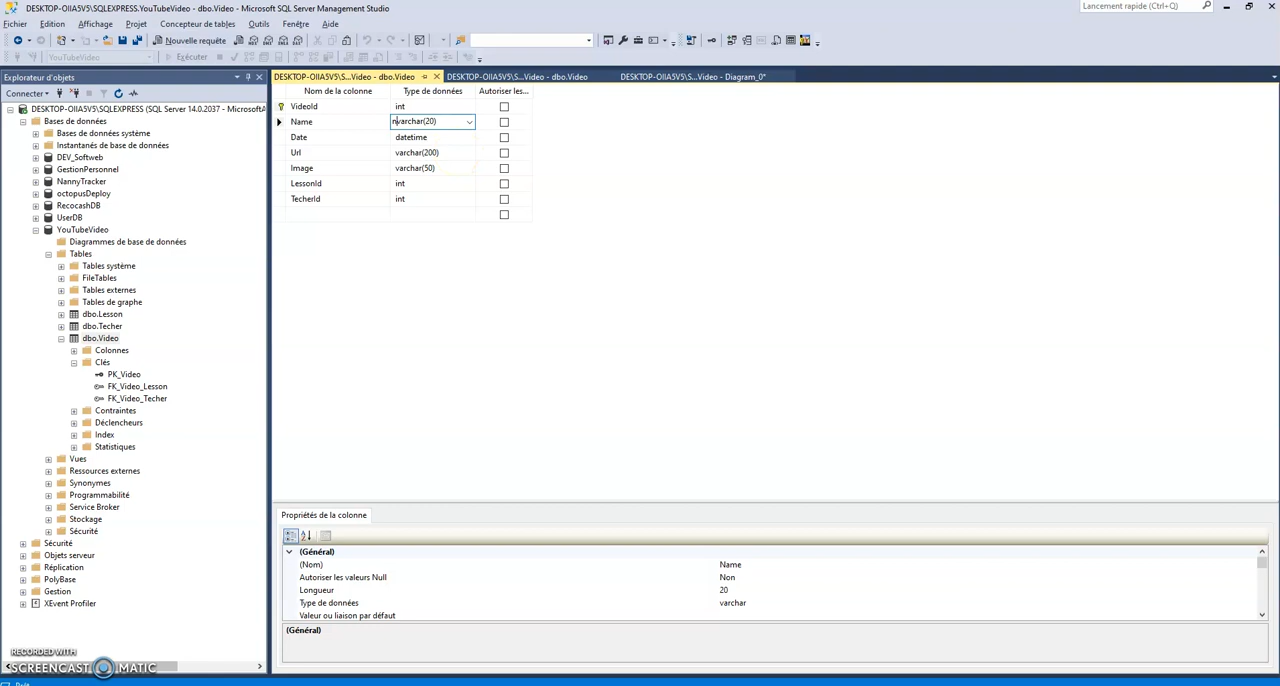 DESKTOP-OIIA5V5\SQLEXPRESS.YouTubeVideo - dbo.Video - Microsoft SQL Server Management Studio
Lancement rapide (Ctrl+Q)
Fichier Edition Affichage Projet Concepteur de tables Outils Fenêtre Aide
Nouvelle requête
YouTubeVideo Exécuter
Explorateur d'objets
Connecter
DESKTOP-OIIA5V5\SQLEXPRESS (SQL Server 14.0.2037 - MicrosoftA
Bases de données
Bases de données système
Instantanés de base de données
DEV_Softweb
GestionPersonnel
NannyTracker
octopusDeploy
RecocashDB
UserDB
YouTubeVideo
Diagrammes de base de données
Tables
Tables système
FileTables
Tables externes
Tables de graphe
dbo.Lesson
dbo.Techer
dbo.Video
Colonnes
Clés
PK_Video
FK_Video_Lesson
FK_Video_Techer
Contraintes
Déclencheurs
Index
Statistiques
Vues
Ressources externes
Synonymes
Programmabilité
Service Broker
Stockage
Sécurité
Sécurité
Objets serveur
Réplication
PolyBase
Gestion
XEvent Profiler
DESKTOP-OIIA5V5\S...Video - dbo.Video DESKTOP-OIIA5V5\S...Video - dbo.Video DESKTOP-OIIA5V5\S...Video - Diagram_0*
Nom de la colonne Type de données Autoriser les...
VideoId int
Name nvarchar(20)
Date datetime
Url varchar(200)
Image varchar(50)
LessonId int
TecherId int
Propriétés de la colonne
(Général)
(Nom) Name
Autoriser les valeurs Null Non
Longueur 20
Type de données varchar
Valeur ou liaison par défaut
(Général)
RECORDED WITH
SCREENCAST MATIC
Prêt